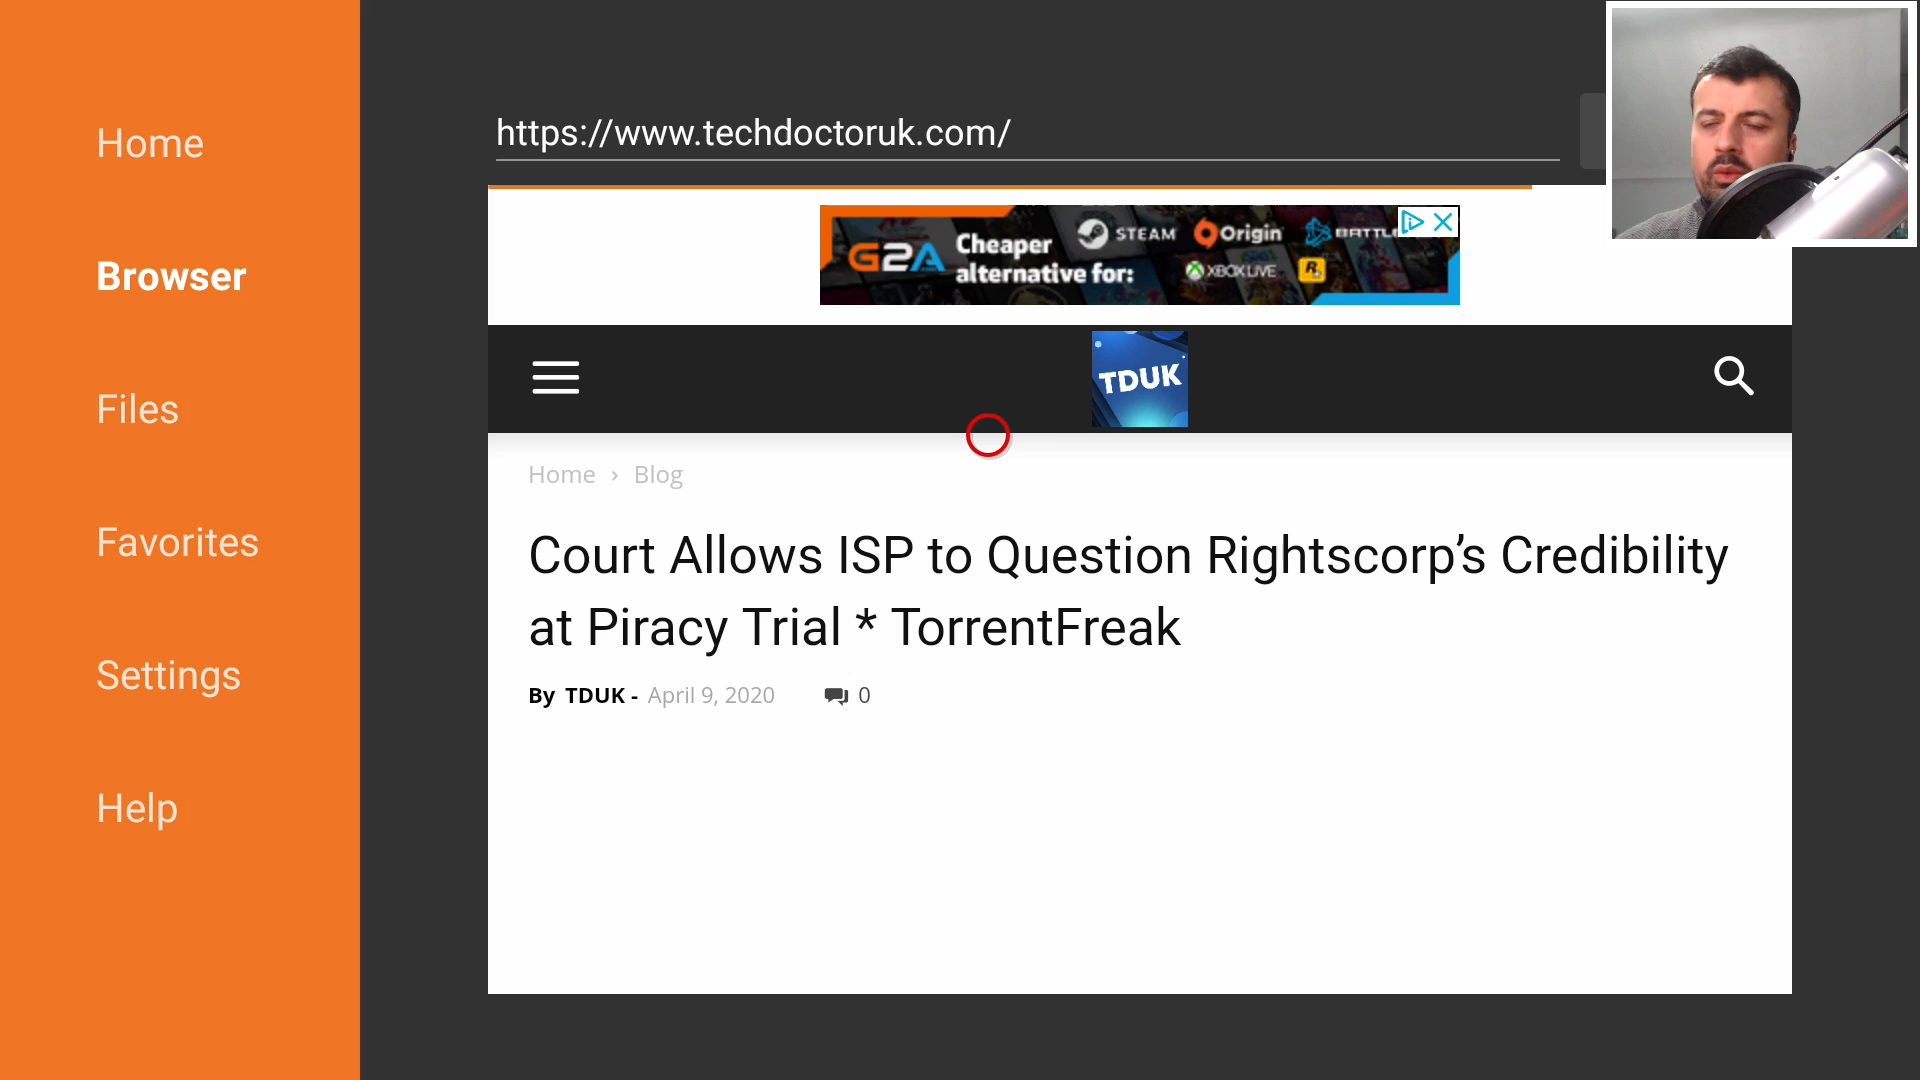 Home
Browser
Files
Favorites
Settings
Help
https://www.techdoctoruk.com/
G2A
Cheaper
alternative for:
STEAM
Origin
XBOX LIVE
R
TDUK
Home › Blog
Court Allows ISP to Question Rightscorp’s Credibility
at Piracy Trial * TorrentFreak
By TDUK - April 9, 2020 0